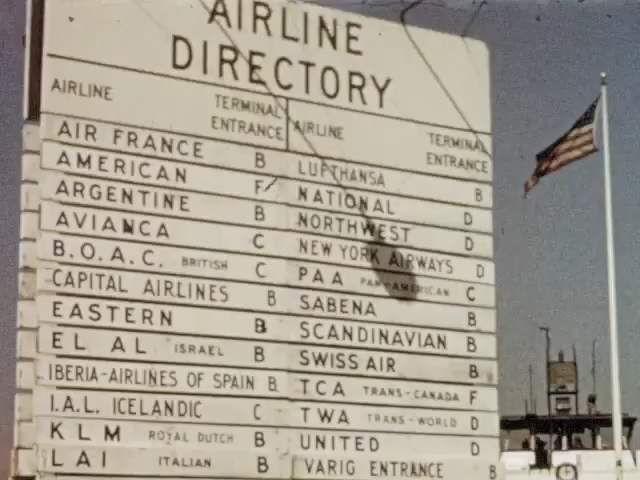 AIRLINE
DIRECTORY
AIRLINE TERMINAL ENTRANCE
AIR FRANCE B
AMERICAN F
ARGENTINE B
AVIANCA C
B.O.A.C. BRITISH C
CAPITAL AIRLINES B
EASTERN B
EL AL ISRAEL B
IBERIA-AIRLINES OF SPAIN B
I.A.L. ICELANDIC C
KLM ROYAL DUTCH B
LAI ITALIAN B
AIRLINE TERMINAL ENTRANCE
LUFTHANSA B
NATIONAL D
NORTHWEST D
NEW YORK AIRWAYS D
PAA PAN-AMERICAN C
SABENA B
SCANDINAVIAN B
SWISS AIR B
TCA TRANS-CANADA F
TWA TRANS-WORLD D
UNITED D
VARIG ENTRANCE B